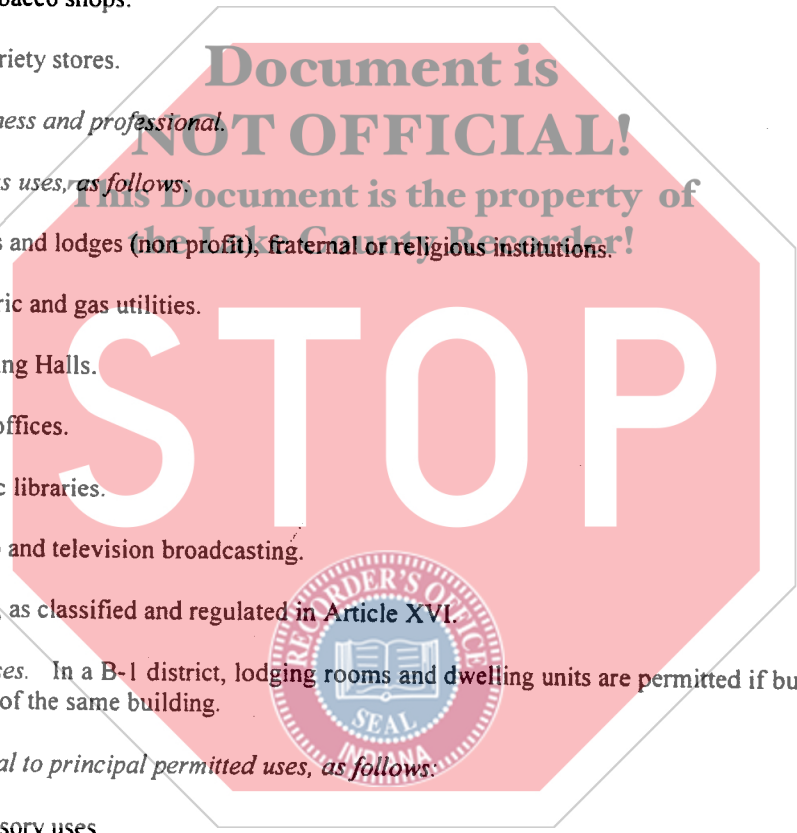 bacco shops.
riety stores.
Document is
ness and professional.
NOT OFFICIAL!
s uses, as follows:
This Document is the property of
s and lodges (non profit), fraternal or religious institutions.
the Lake County Recorder!
ric and gas utilities.
STOP
ng Halls.
offices.
c libraries.
and television broadcasting.
RECORDER'S OFFICE
, as classified and regulated in Article XVI.
ses. In a B-1 district, lodging rooms and dwelling units are permitted if bu
of the same building.
SEAL
INDIANA
al to principal permitted uses, as follows:
sory uses